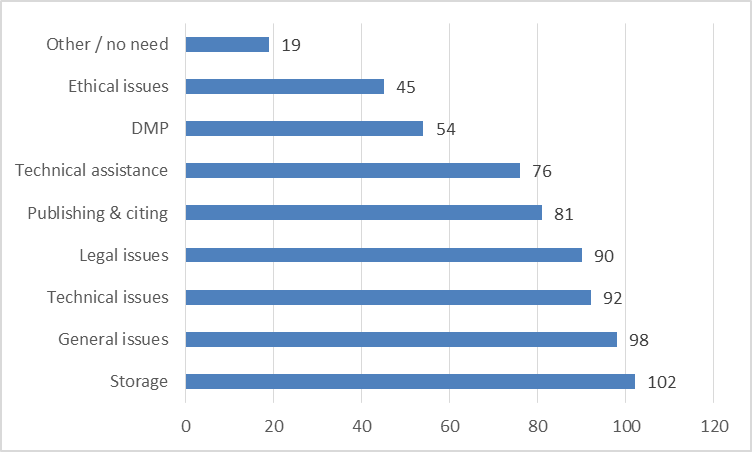 Other / no need 19
Ethical issues 45
DMP 54
Technical assistance 76
Publishing & citing 81
Legal issues 90
Technical issues 92
General issues 98
Storage 102
0 20 40 60 80 100 120